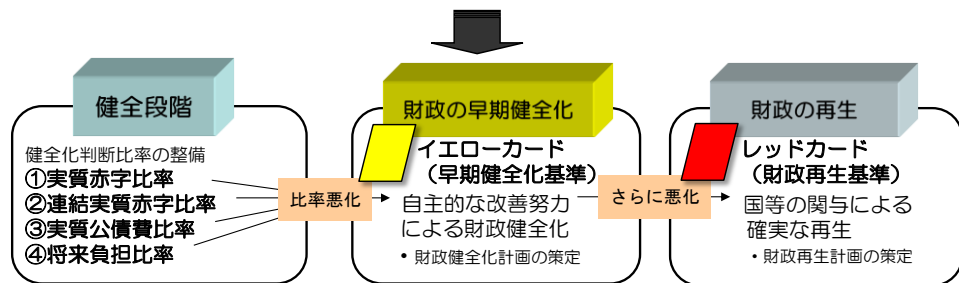 健全段階
健全化判断比率の整備
①実質赤字比率
②連結実質赤字比率
③実質公債費比率
④将来負担比率
比率悪化
財政の早期健全化
イエローカード
（早期健全化基準）
自主的な改善努力
による財政健全化
・財政健全化計画の策定
さらに悪化
財政の再生
レッドカード
（財政再生基準）
国等の関与による
確実な再生
・財政再生計画の策定